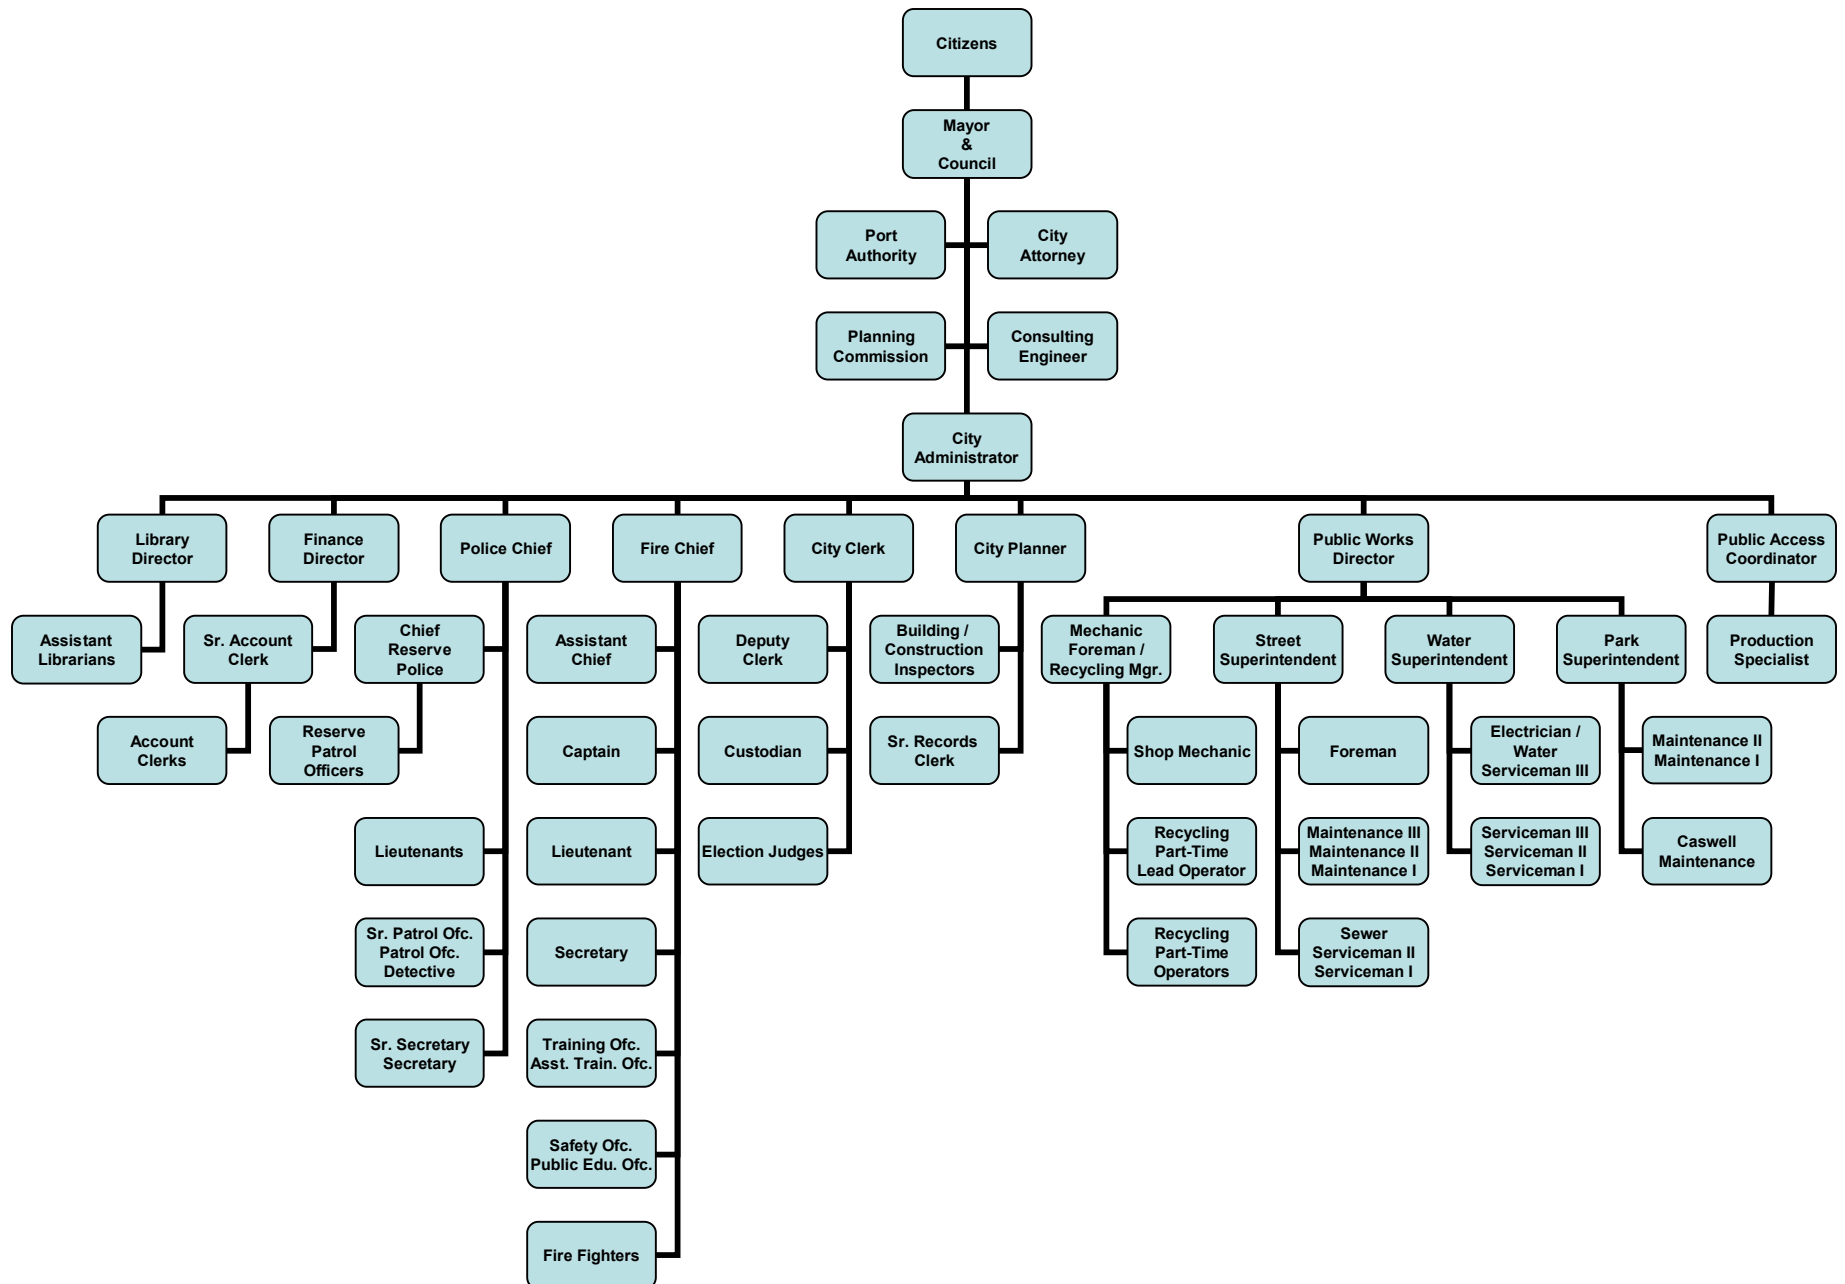 Citizens
Mayor
&
Council
Port
Authority
City
Attorney
Planning
Commission
Consulting
Engineer
City
Administrator
Library
Director
Finance
Director
Police Chief
Fire Chief
City Clerk
City Planner
Public Works
Director
Public Access
Coordinator
Assistant
Librarians
Sr. Account
Clerk
Chief
Reserve
Police
Assistant
Chief
Deputy
Clerk
Building /
Construction
Inspectors
Mechanic
Foreman /
Recycling Mgr.
Street
Superintendent
Water
Superintendent
Park
Superintendent
Production
Specialist
Account
Clerks
Reserve
Patrol
Officers
Captain
Custodian
Sr. Records
Clerk
Shop Mechanic
Foreman
Electrician /
Water
Serviceman III
Maintenance II
Maintenance I
Lieutenants
Lieutenant
Election Judges
Recycling
Part-Time
Lead Operator
Maintenance III
Maintenance II
Maintenance I
Serviceman III
Serviceman II
Serviceman I
Caswell
Maintenance
Sr. Patrol Ofc.
Patrol Ofc.
Detective
Secretary
Recycling
Part-Time
Operators
Sewer
Serviceman II
Serviceman I
Sr. Secretary
Secretary
Training Ofc.
Asst. Train. Ofc.
Safety Ofc.
Public Edu. Ofc.
Fire Fighters